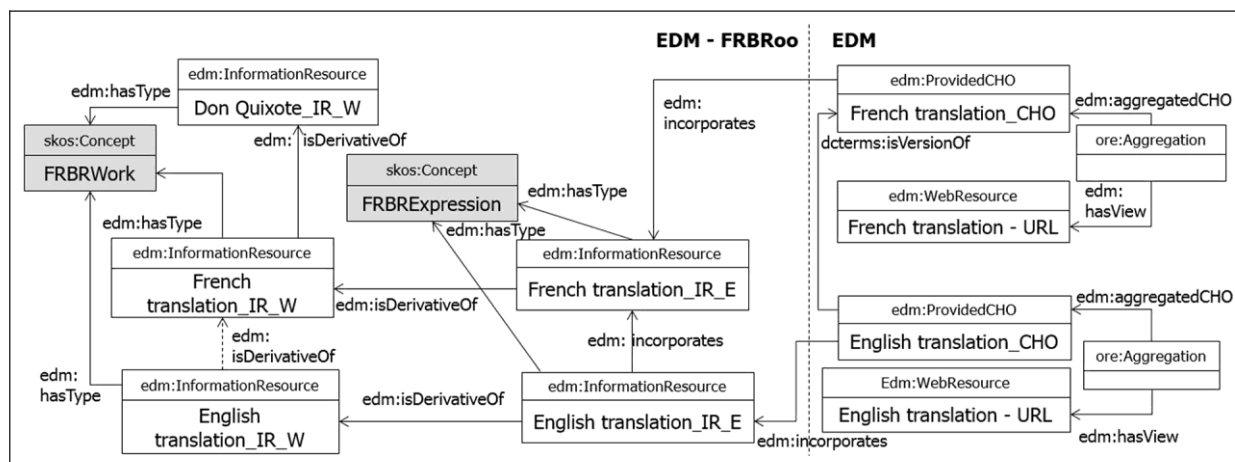 EDM - FRBRoo
EDM
edm:InformationResource
Don Quixote_IR_W
edm:hasType
skos:Concept
FRBRWork
edm: isDerivativeOf
edm:
incorporates
edm:ProvidedCHO
French translation_CHO
edm:aggregatedCHO
dcterms:isVersionOf
ore:Aggregation
skos:Concept
FRBRExpression
edm:hasType
edm:hasType
edm:WebResource
French translation - URL
edm:
hasView
edm:hasType
edm:InformationResource
French
translation_IR_W
edm:isDerivativeOf
edm:InformationResource
French translation_IR_E
edm:ProvidedCHO
English translation_CHO
edm:aggregatedCHO
ore:Aggregation
edm:
isDerivativeOf
edm: incorporates
edm:
hasType
edm:InformationResource
English
translation_IR_W
edm:isDerivativeOf
edm:InformationResource
English translation_IR_E
edm:incorporates
Edm:WebResource
English translation - URL
edm:hasView